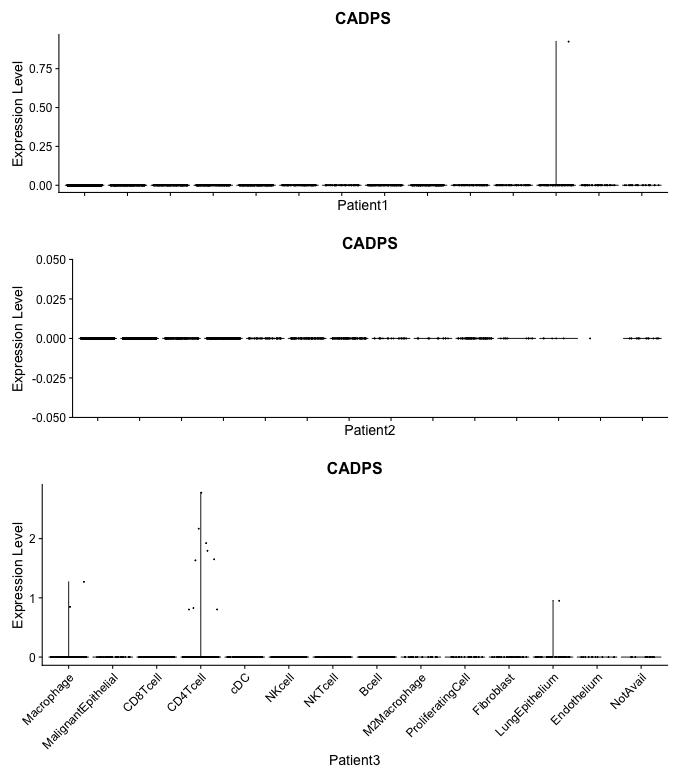 CADPS
Expression Level
0.75
0.50
0.25
0.00
Patient1
CADPS
Expression Level
0.050
0.025
0.000
-0.025
-0.050
Patient2
CADPS
Expression Level
2
1
0
Macrophage
MalignantEpithelial
CD8Tcell
CD4Tcell
cDC
NKcell
NKTcell
Bcell
M2Macrophage
ProliferatingCell
Fibroblast
LungEpithelium
Endothelium
NotAvail
Patient3